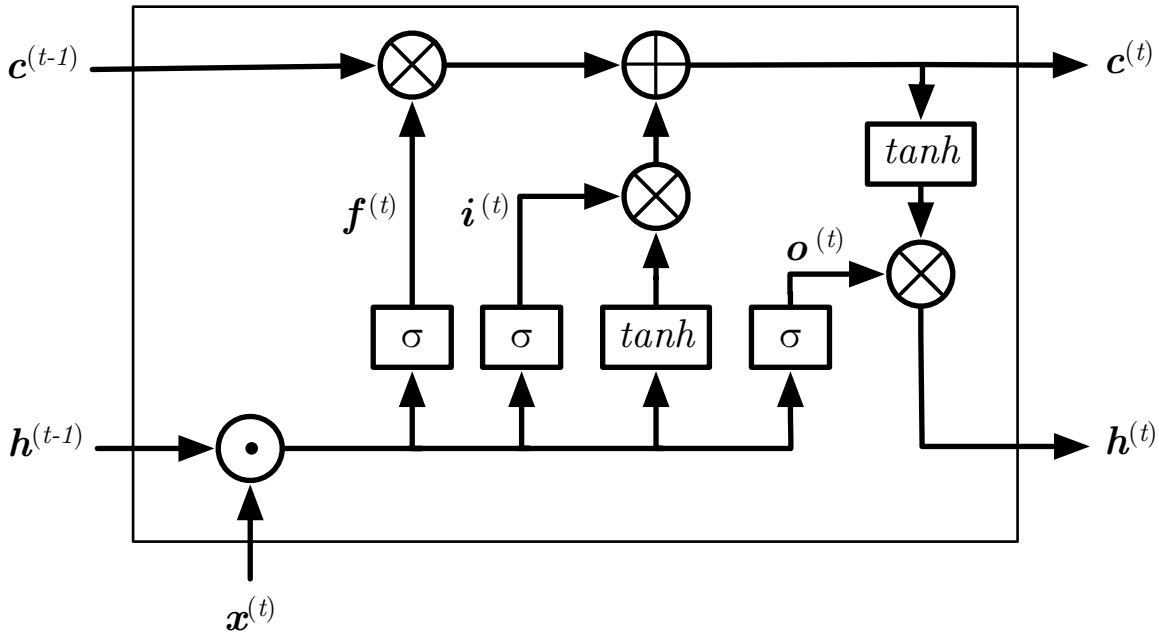 c^(t-1)
c^(t)
tanh
f^(t)
i^(t)
o^(t)
σ
σ
tanh
σ
h^(t-1)
h^(t)
x^(t)